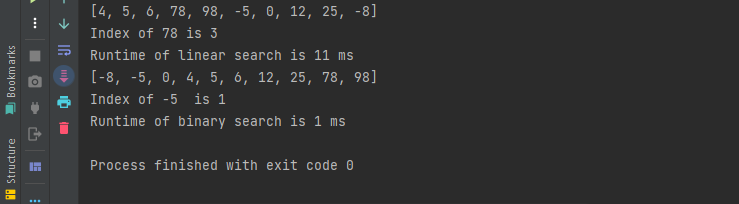 [4, 5, 6, 78, 98, -5, 0, 12, 25, -8]
Index of 78 is 3
Runtime of linear search is 11 ms
[-8, -5, 0, 4, 5, 6, 12, 25, 78, 98]
Index of -5  is 1
Runtime of binary search is 1 ms
Process finished with exit code 0
Bookmarks
Structure